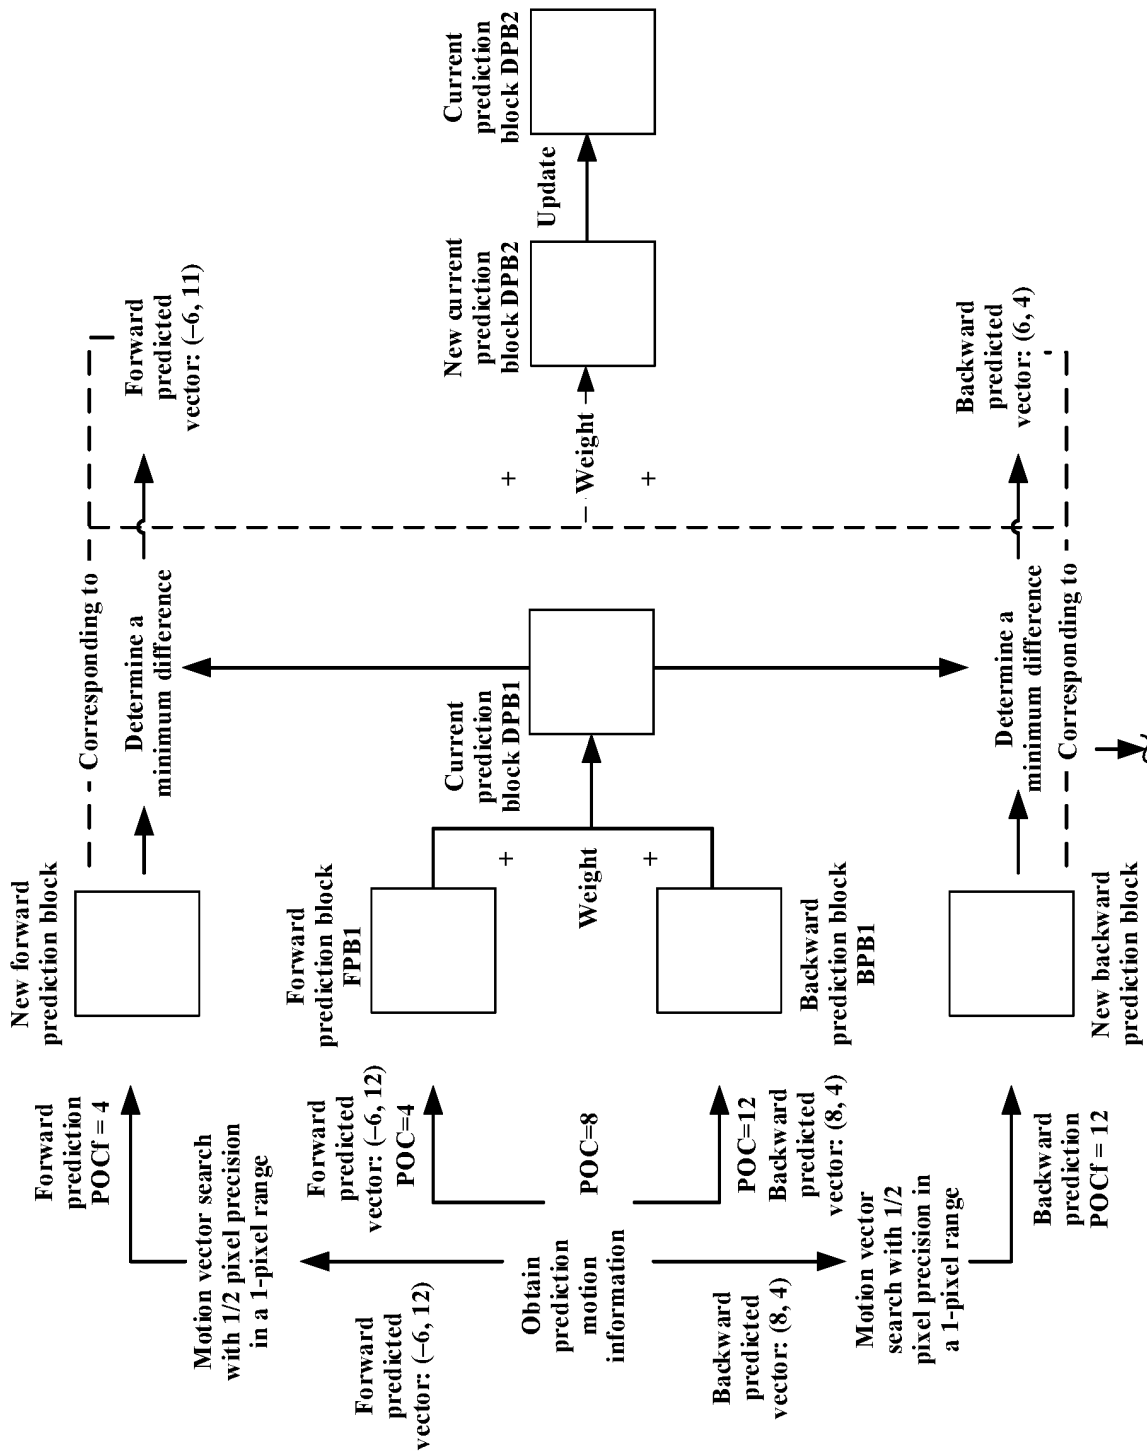 Motion vector search
with 1/2 pixel precision
in a 1-pixel range
Forward
prediction
POCf = 4
New forward
prediction block
Corresponding to
Determine a
minimum difference
Forward
predicted
vector: (–6, 11)
Forward
predicted
vector: (–6, 12)
Forward
predicted
vector: (–6, 12)
POC=4
Forward
prediction block
FPB1
Obtain
prediction
motion
information
POC=8
+
Weight
+
Current
prediction
block DPB1
+
Weight
+
New current
prediction
block DPB2
Update
Current
prediction
block DPB2
Backward
predicted
vector: (8, 4)
POC=12
Backward
predicted
vector: (8, 4)
Backward
prediction block
BPB1
Motion vector
search with 1/2
pixel precision in
a 1-pixel range
Backward
prediction
POCf = 12
New backward
prediction block
Determine a
minimum difference
Corresponding to
Backward
predicted
vector: (6, 4)